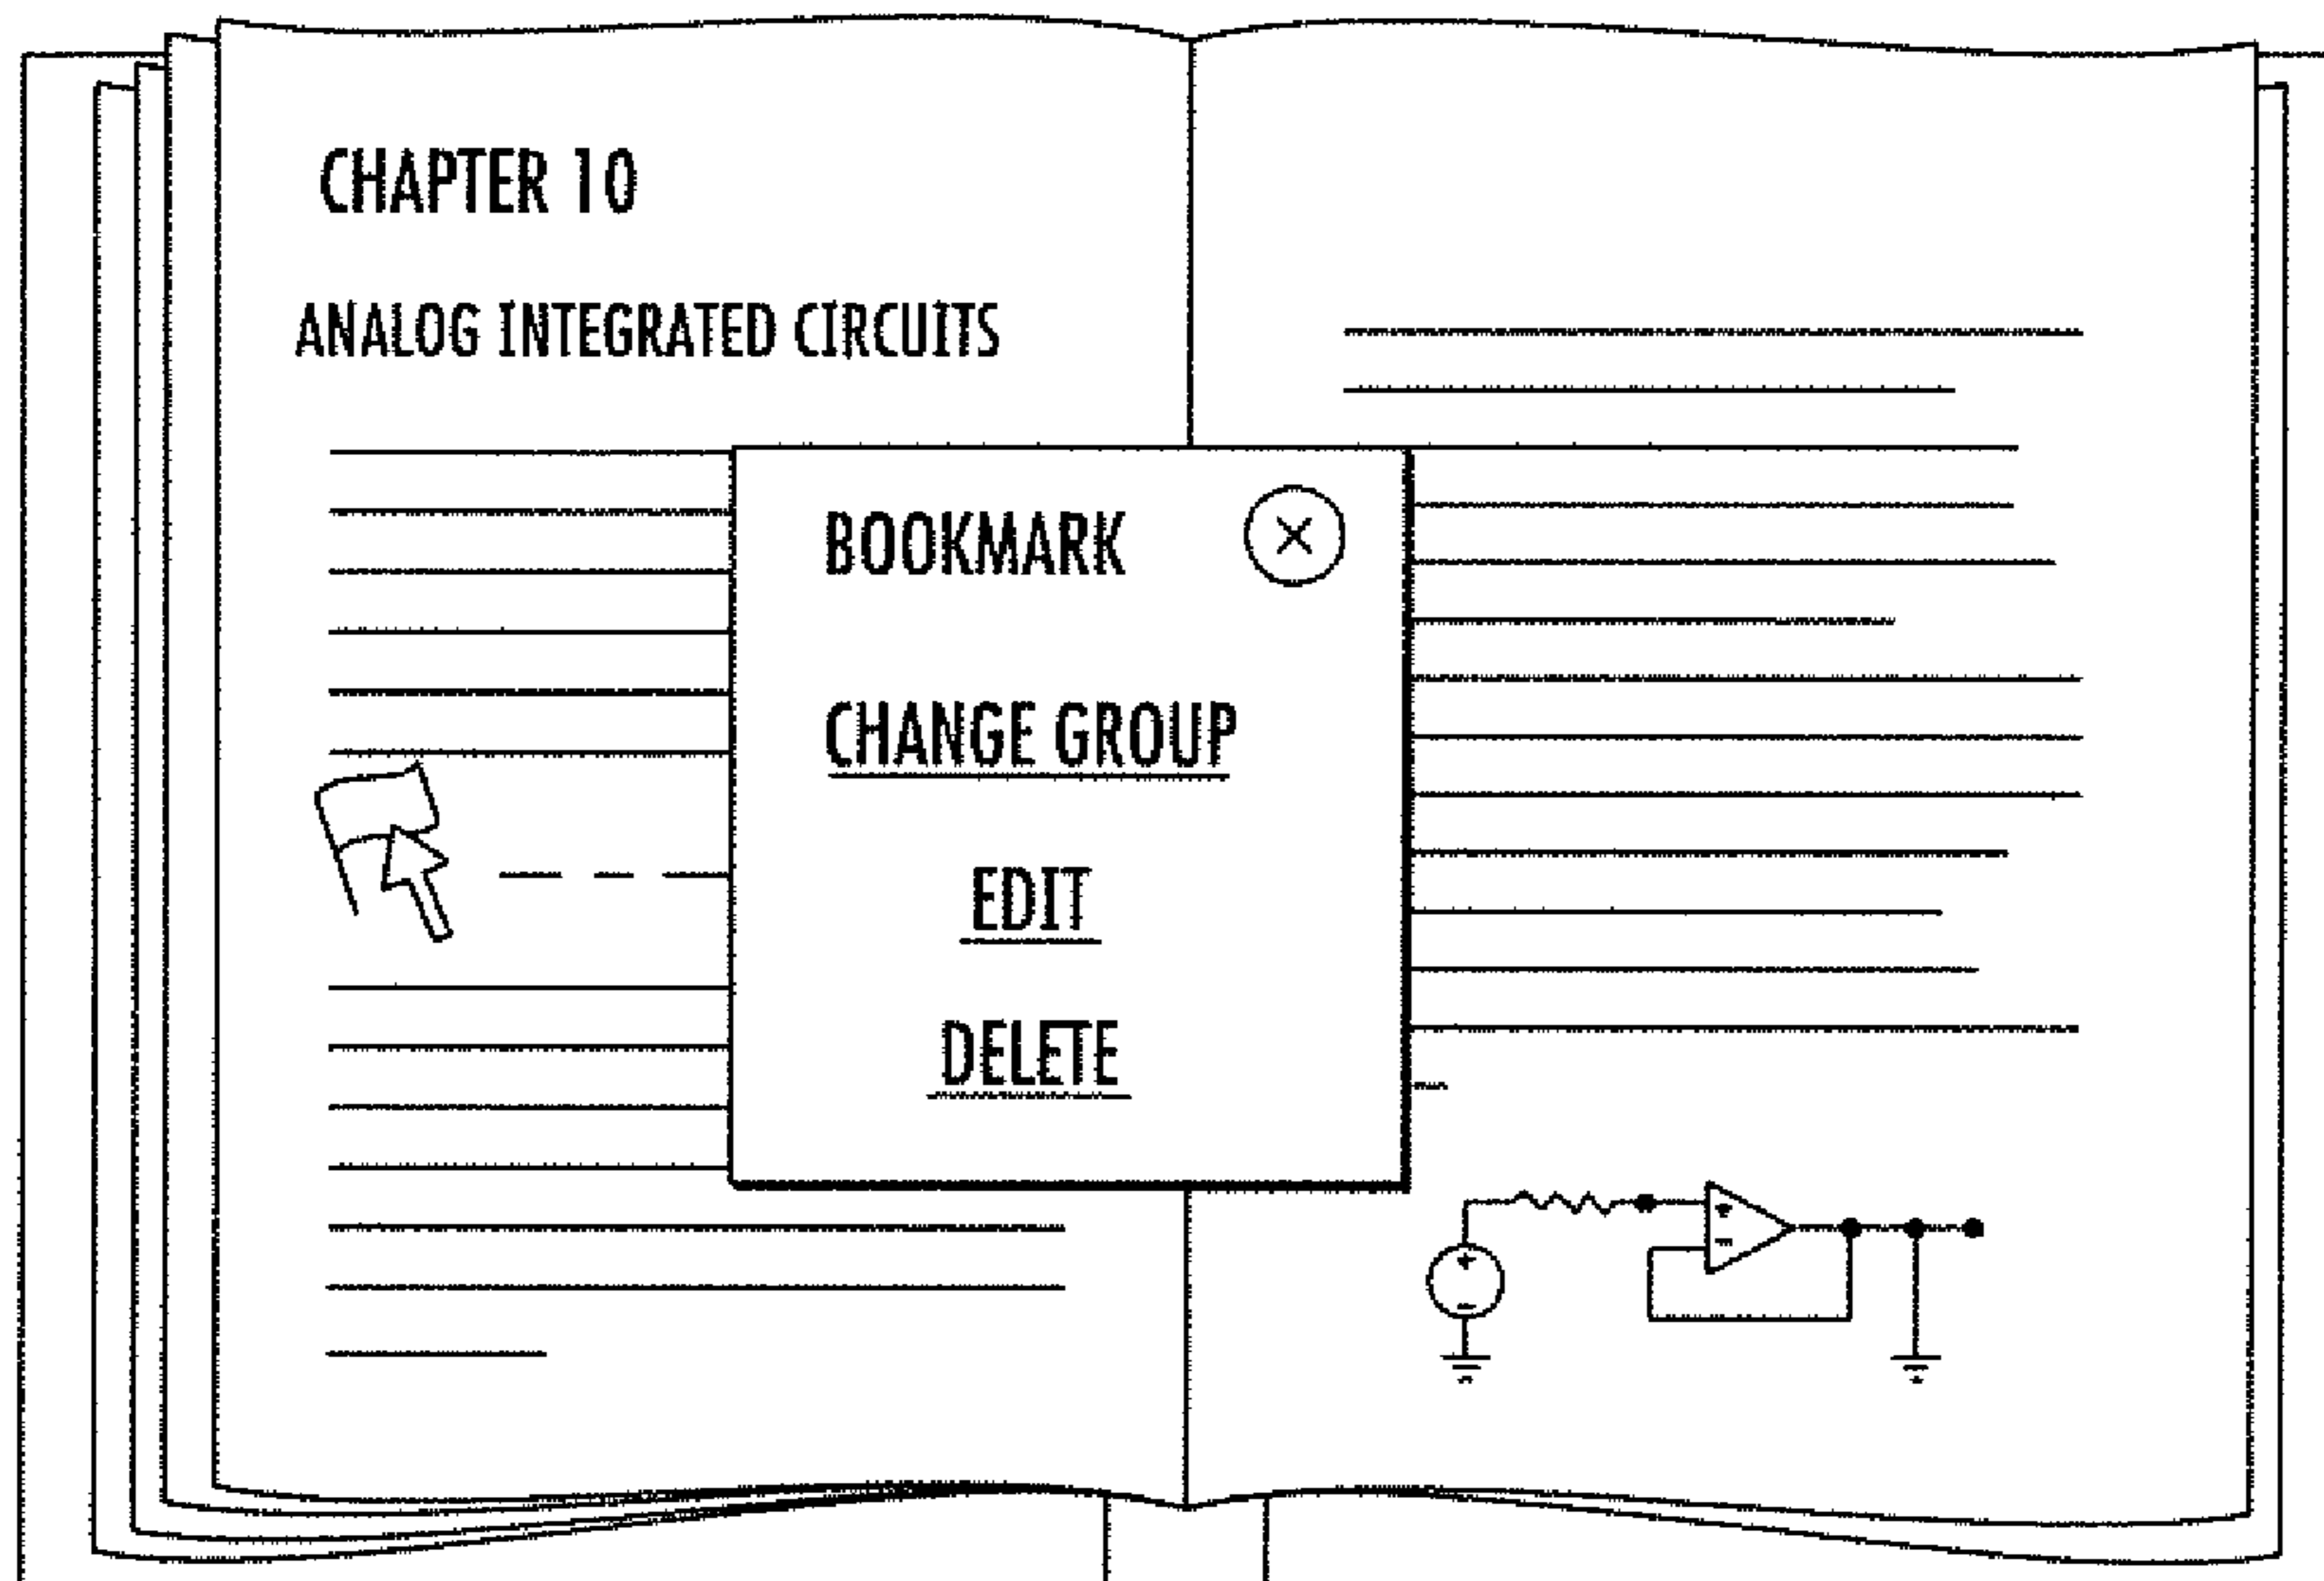 CHAPTER 10
ANALOG INTEGRATED CIRCUITS
BOOKMARK
CHANGE GROUP
EDIT
DELETE